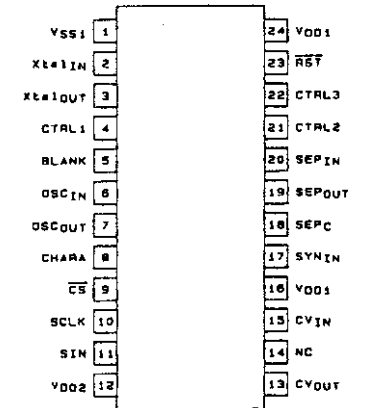 VSS1 1
XtalIN 2
XtalOUT 3
CTRL1 4
BLANK 5
OSCIN 6
OSCOUT 7
CHARA 8
CS 9
SCLK 10
SIN 11
VDD2 12
24 VDD1
23 RST
22 CTRL3
21 CTRL2
20 SEPIN
19 SEPOUT
18 SEPC
17 SYNIN
16 VDD1
15 CVIN
14 NC
13 CVOUT